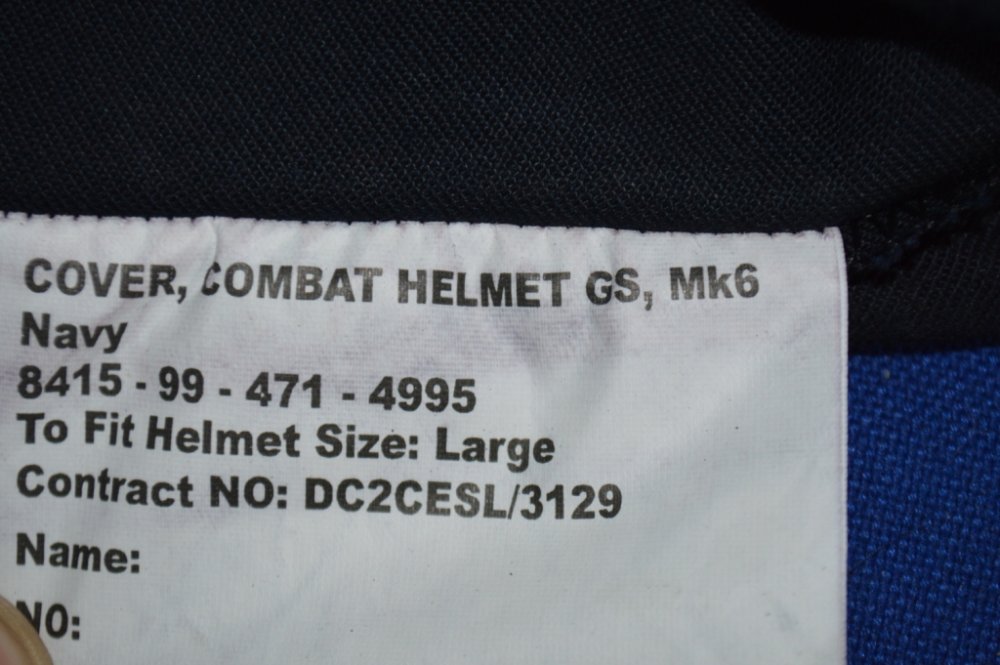 COVER, COMBAT HELMET GS, Mk6
Navy
8415 - 99 - 471 - 4995
To Fit Helmet Size: Large
Contract NO: DC2CESL/3129
Name:
NO: